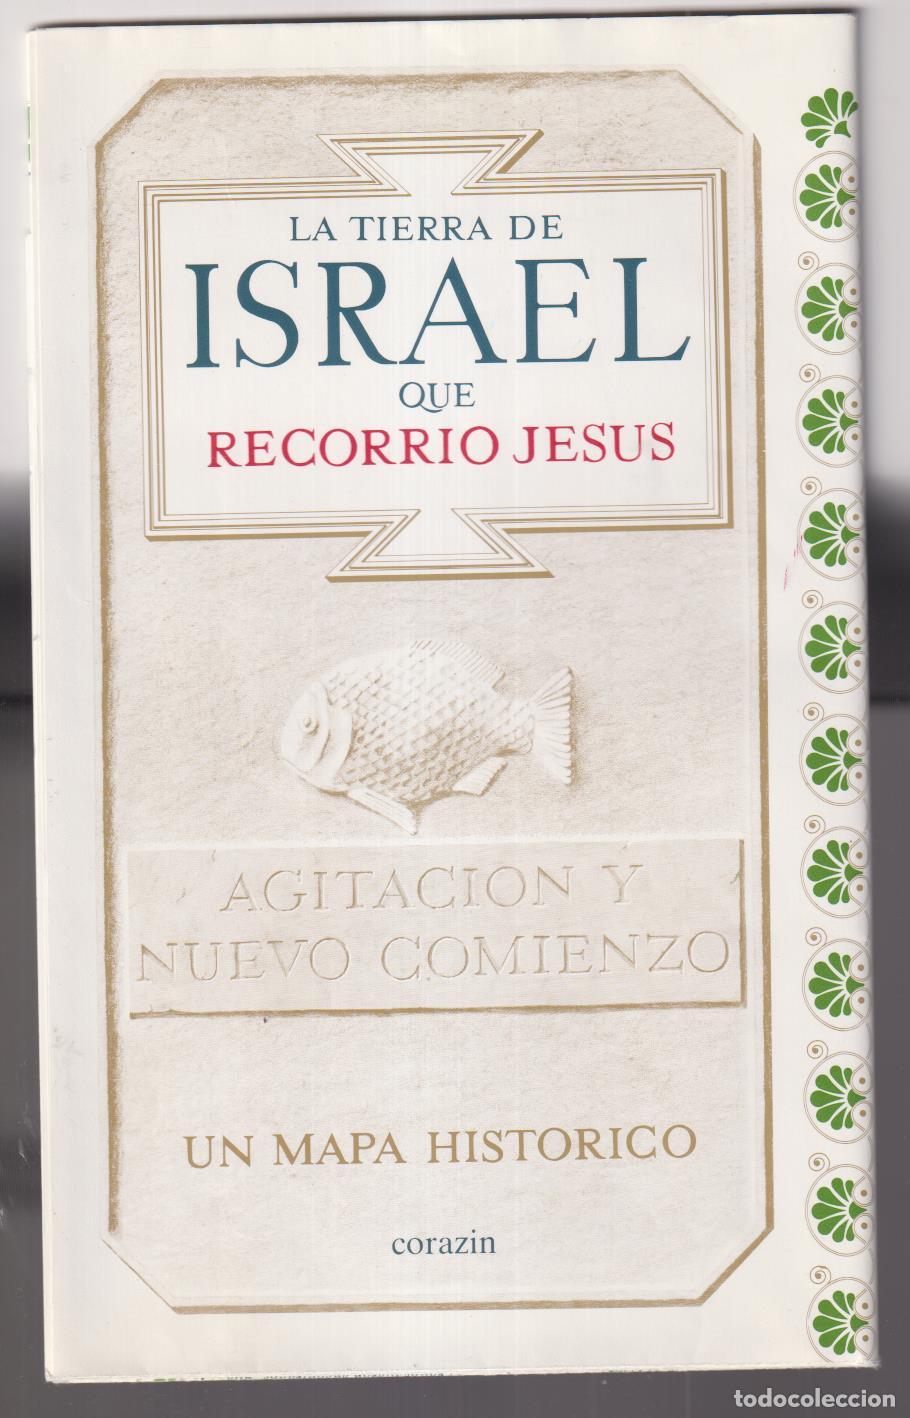 LA TIERRA DE
ISRAEL
QUE
RECORRIO JESUS
AGITACION Y
NUEVO COMIENZO
UN MAPA HISTORICO
corazin
todocoleccion